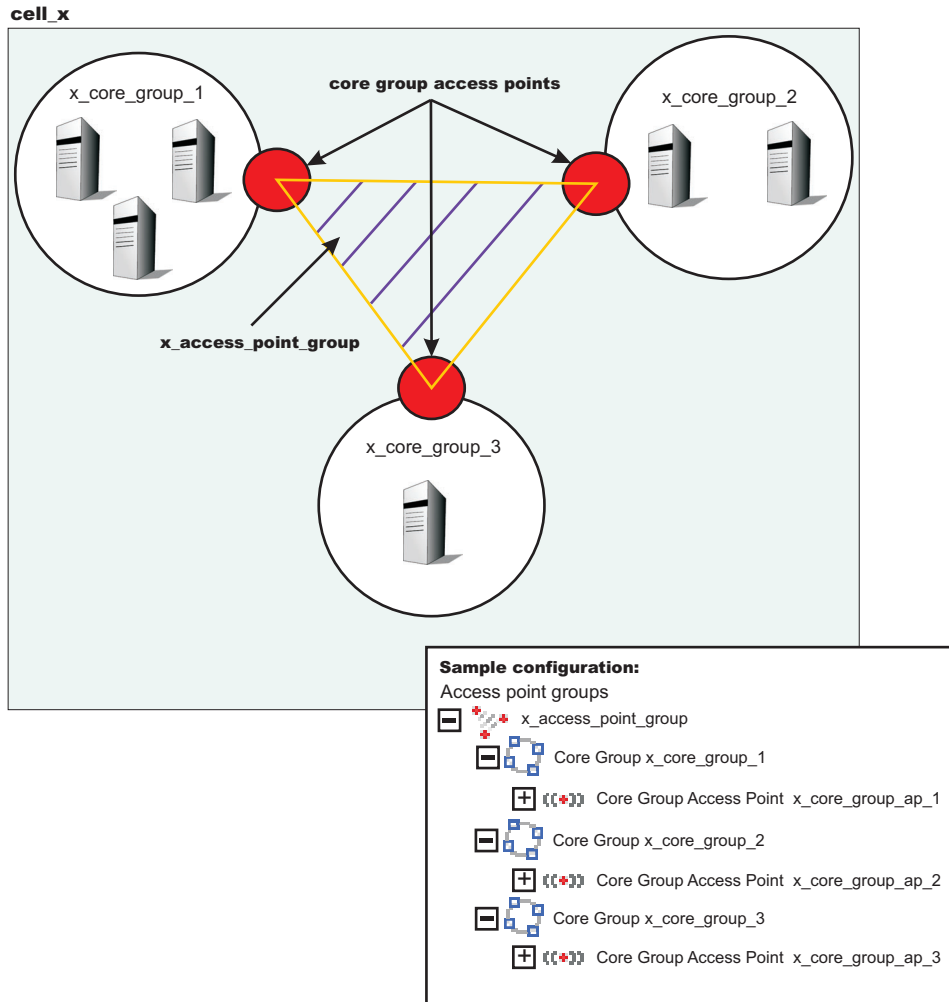 cell_x
x_core_group_1
core group access points
x_core_group_2
x_access_point_group
x_core_group_3
Sample configuration:
Access point groups
x_access_point_group
Core Group x_core_group_1
Core Group Access Point x_core_group_ap_1
Core Group x_core_group_2
Core Group Access Point x_core_group_ap_2
Core Group x_core_group_3
Core Group Access Point x_core_group_ap_3